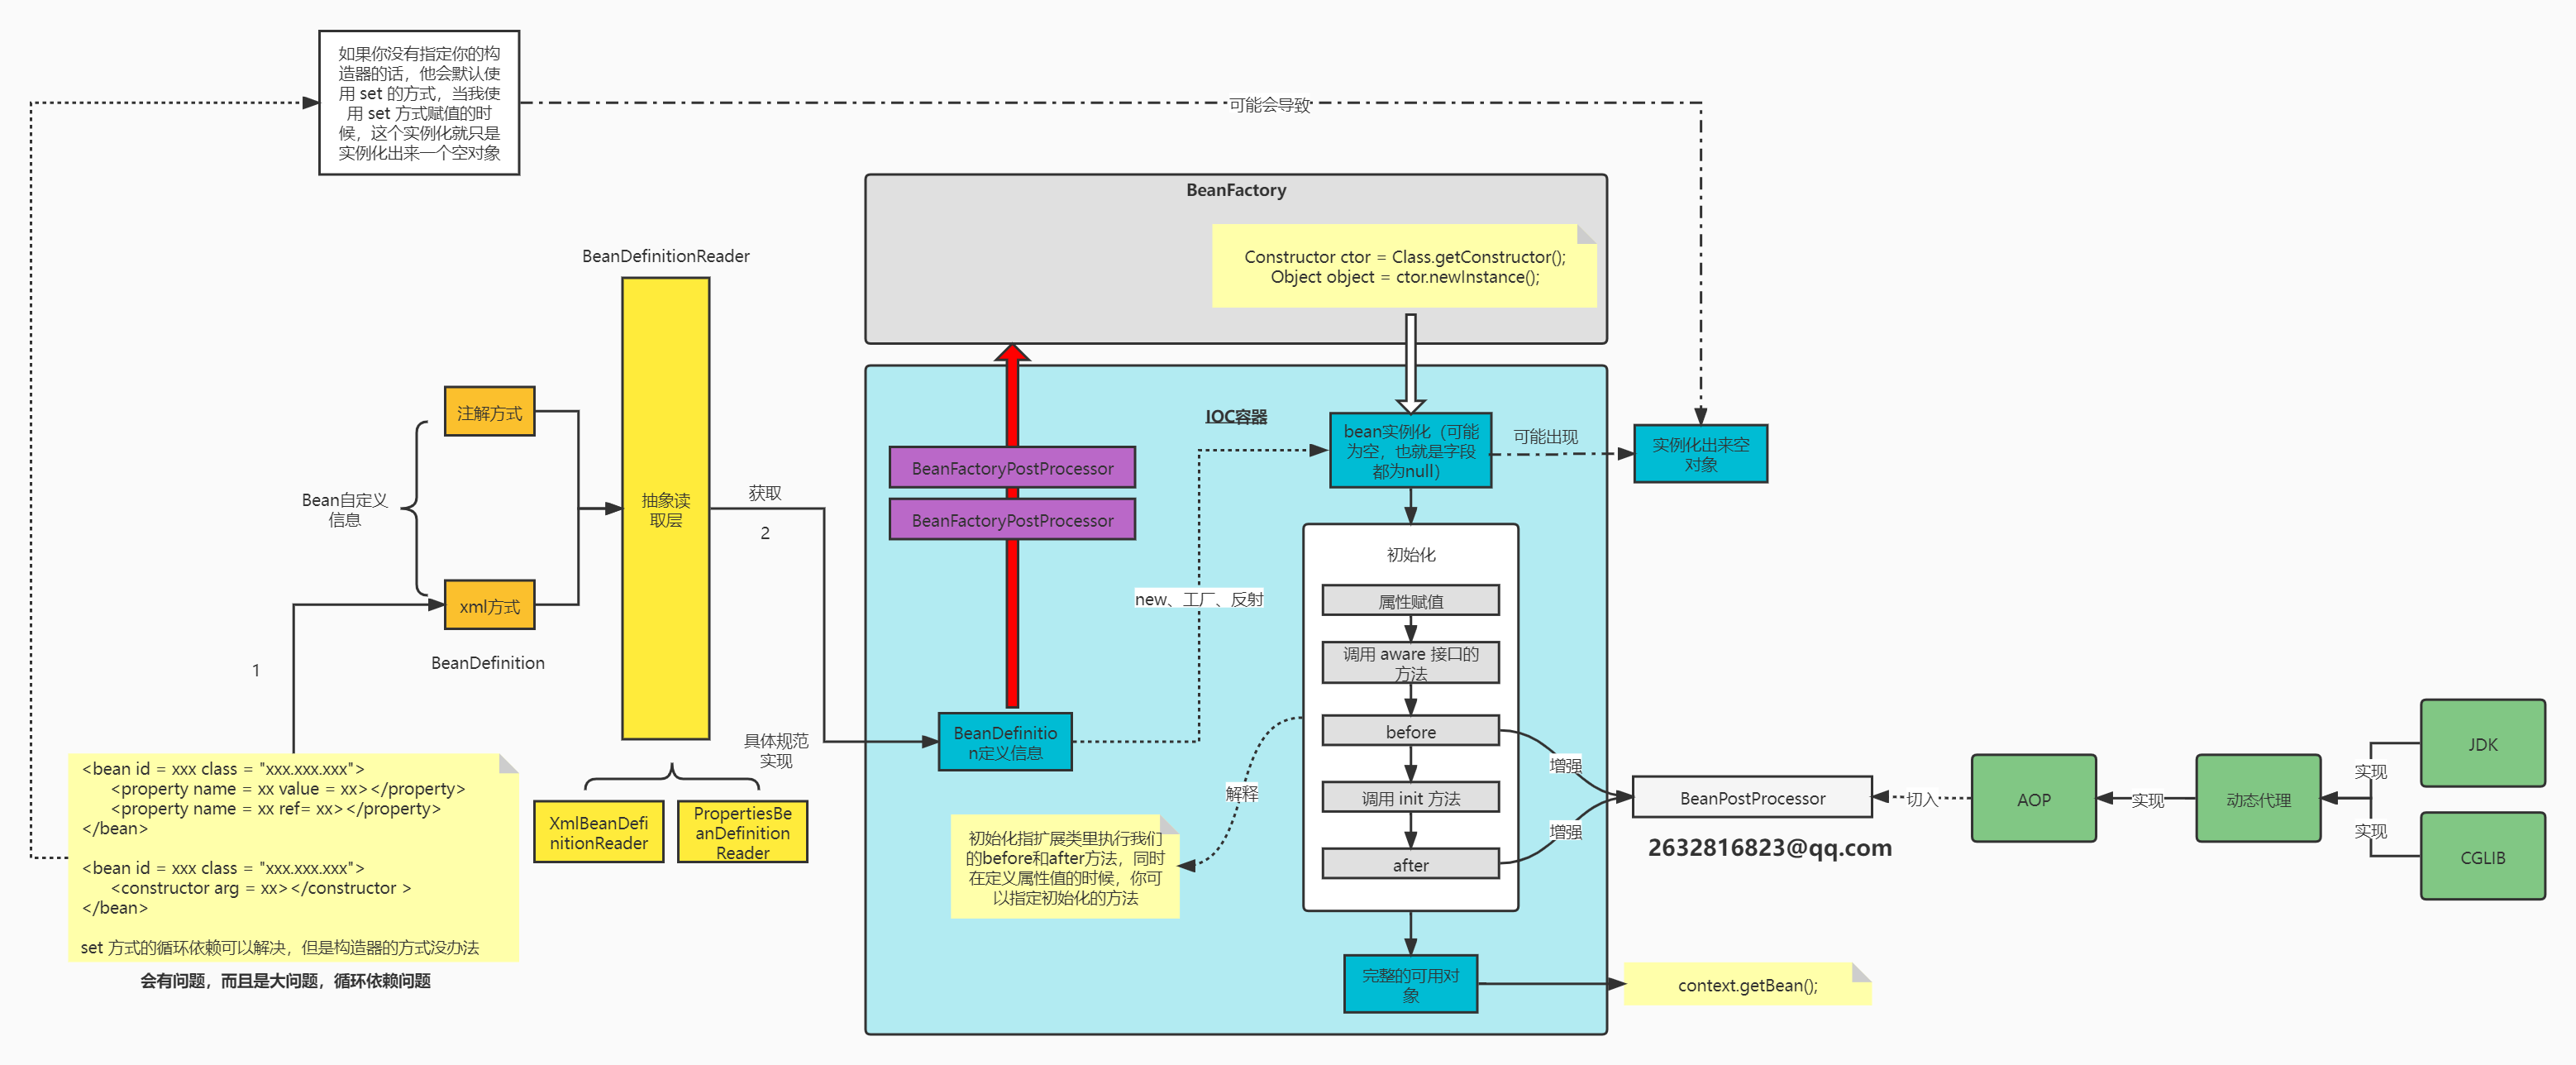 如果你没有指定你的构
造器的话，他会默认使
用 set 的方式，当我使
用 set 方式赋值的时
候，这个实例化就只是
实例化出来一个空对象
可能会导致
BeanFactory
Constructor ctor = Class.getConstructor();
Object object = ctor.newInstance();
BeanDefinitionReader
抽象读
取层
注解方式
Bean自定义
信息
xml方式
BeanDefinition
1
获取
2
具体规范
实现
XmlBeanDefi
nitionReader
PropertiesBe
anDefinition
Reader
<bean id = xxx class = "xxx.xxx.xxx">
<property name = xx value = xx></property>
<property name = xx ref= xx></property>
</bean>
<bean id = xxx class = "xxx.xxx.xxx">
<constructor arg = xx></constructor >
</bean>
set 方式的循环依赖可以解决，但是构造器的方式没办法
会有问题，而且是大问题，循环依赖问题
IOC容器
BeanFactoryPostProcessor
BeanFactoryPostProcessor
BeanDefinitio
n定义信息
new、工厂、反射
bean实例化（可能
为空，也就是字段
都为null）
可能出现
实例化出来空
对象
初始化
属性赋值
调用 aware 接口的
方法
before
调用 init 方法
after
解释
初始化指扩展类里执行我们
的before和after方法，同时
在定义属性值的时候，你可
以指定初始化的方法
增强
增强
BeanPostProcessor
2632816823@qq.com
切入
AOP
实现
动态代理
实现
实现
JDK
CGLIB
完整的可用对
象
context.getBean();